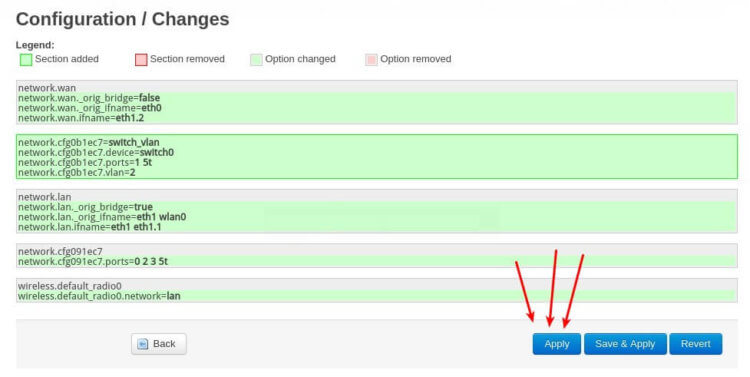 Configuration / Changes
Legend:
Section added Section removed Option changed Option removed
network.wan
network.wan._orig_bridge=false
network.wan._orig_ifname=eth0
network.wan.ifname=eth1.2
network.cfg0b1ec7=switch_vlan
network.cfg0b1ec7.device=switch0
network.cfg0b1ec7.ports=1 5t
network.cfg0b1ec7.vlan=2
network.lan
network.lan._orig_bridge=true
network.lan._orig_ifname=eth1 wlan0
network.lan.ifname=eth1 eth1.1
network.cfg091ec7
network.cfg091ec7.ports=0 2 3 5t
wireless.default_radio0
wireless.default_radio0.network=lan
Back Apply Save & Apply Revert